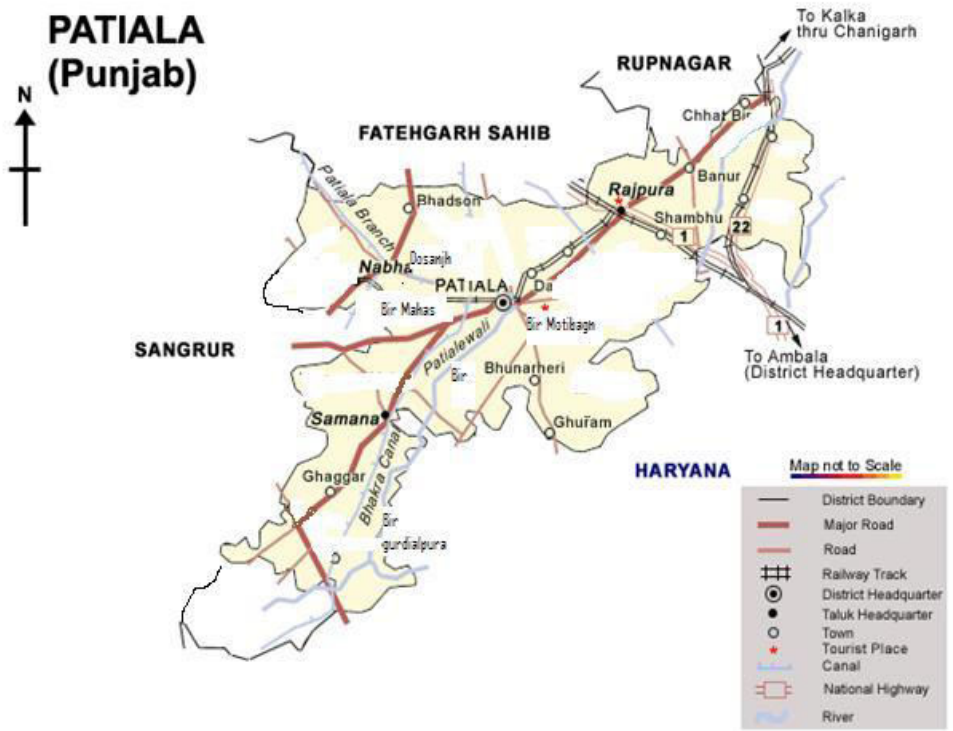 PATIALA
(Punjab)
N
To Kalka
thru Chanigarh
RUPNAGAR
FATEHGARH SAHIB
Chhat Bir
Patiala Branch
Bhadson
Rajpura
Banur
Shambhu
1
22
Dosanjh
Nabha
PATIALA
Da
Bir Mahas
Bir Motibagh
1
SANGRUR
Patialewali
To Ambala
(District Headquarter)
Bir
Bhunarheri
Samana
Ghuram
Bhakra Canal
HARYANA
Ghaggar
Bir
gurdialpura
Map not to Scale
District Boundary
Major Road
Road
Railway Track
District Headquarter
Taluk Headquarter
Town
Tourist Place
Canal
National Highway
River